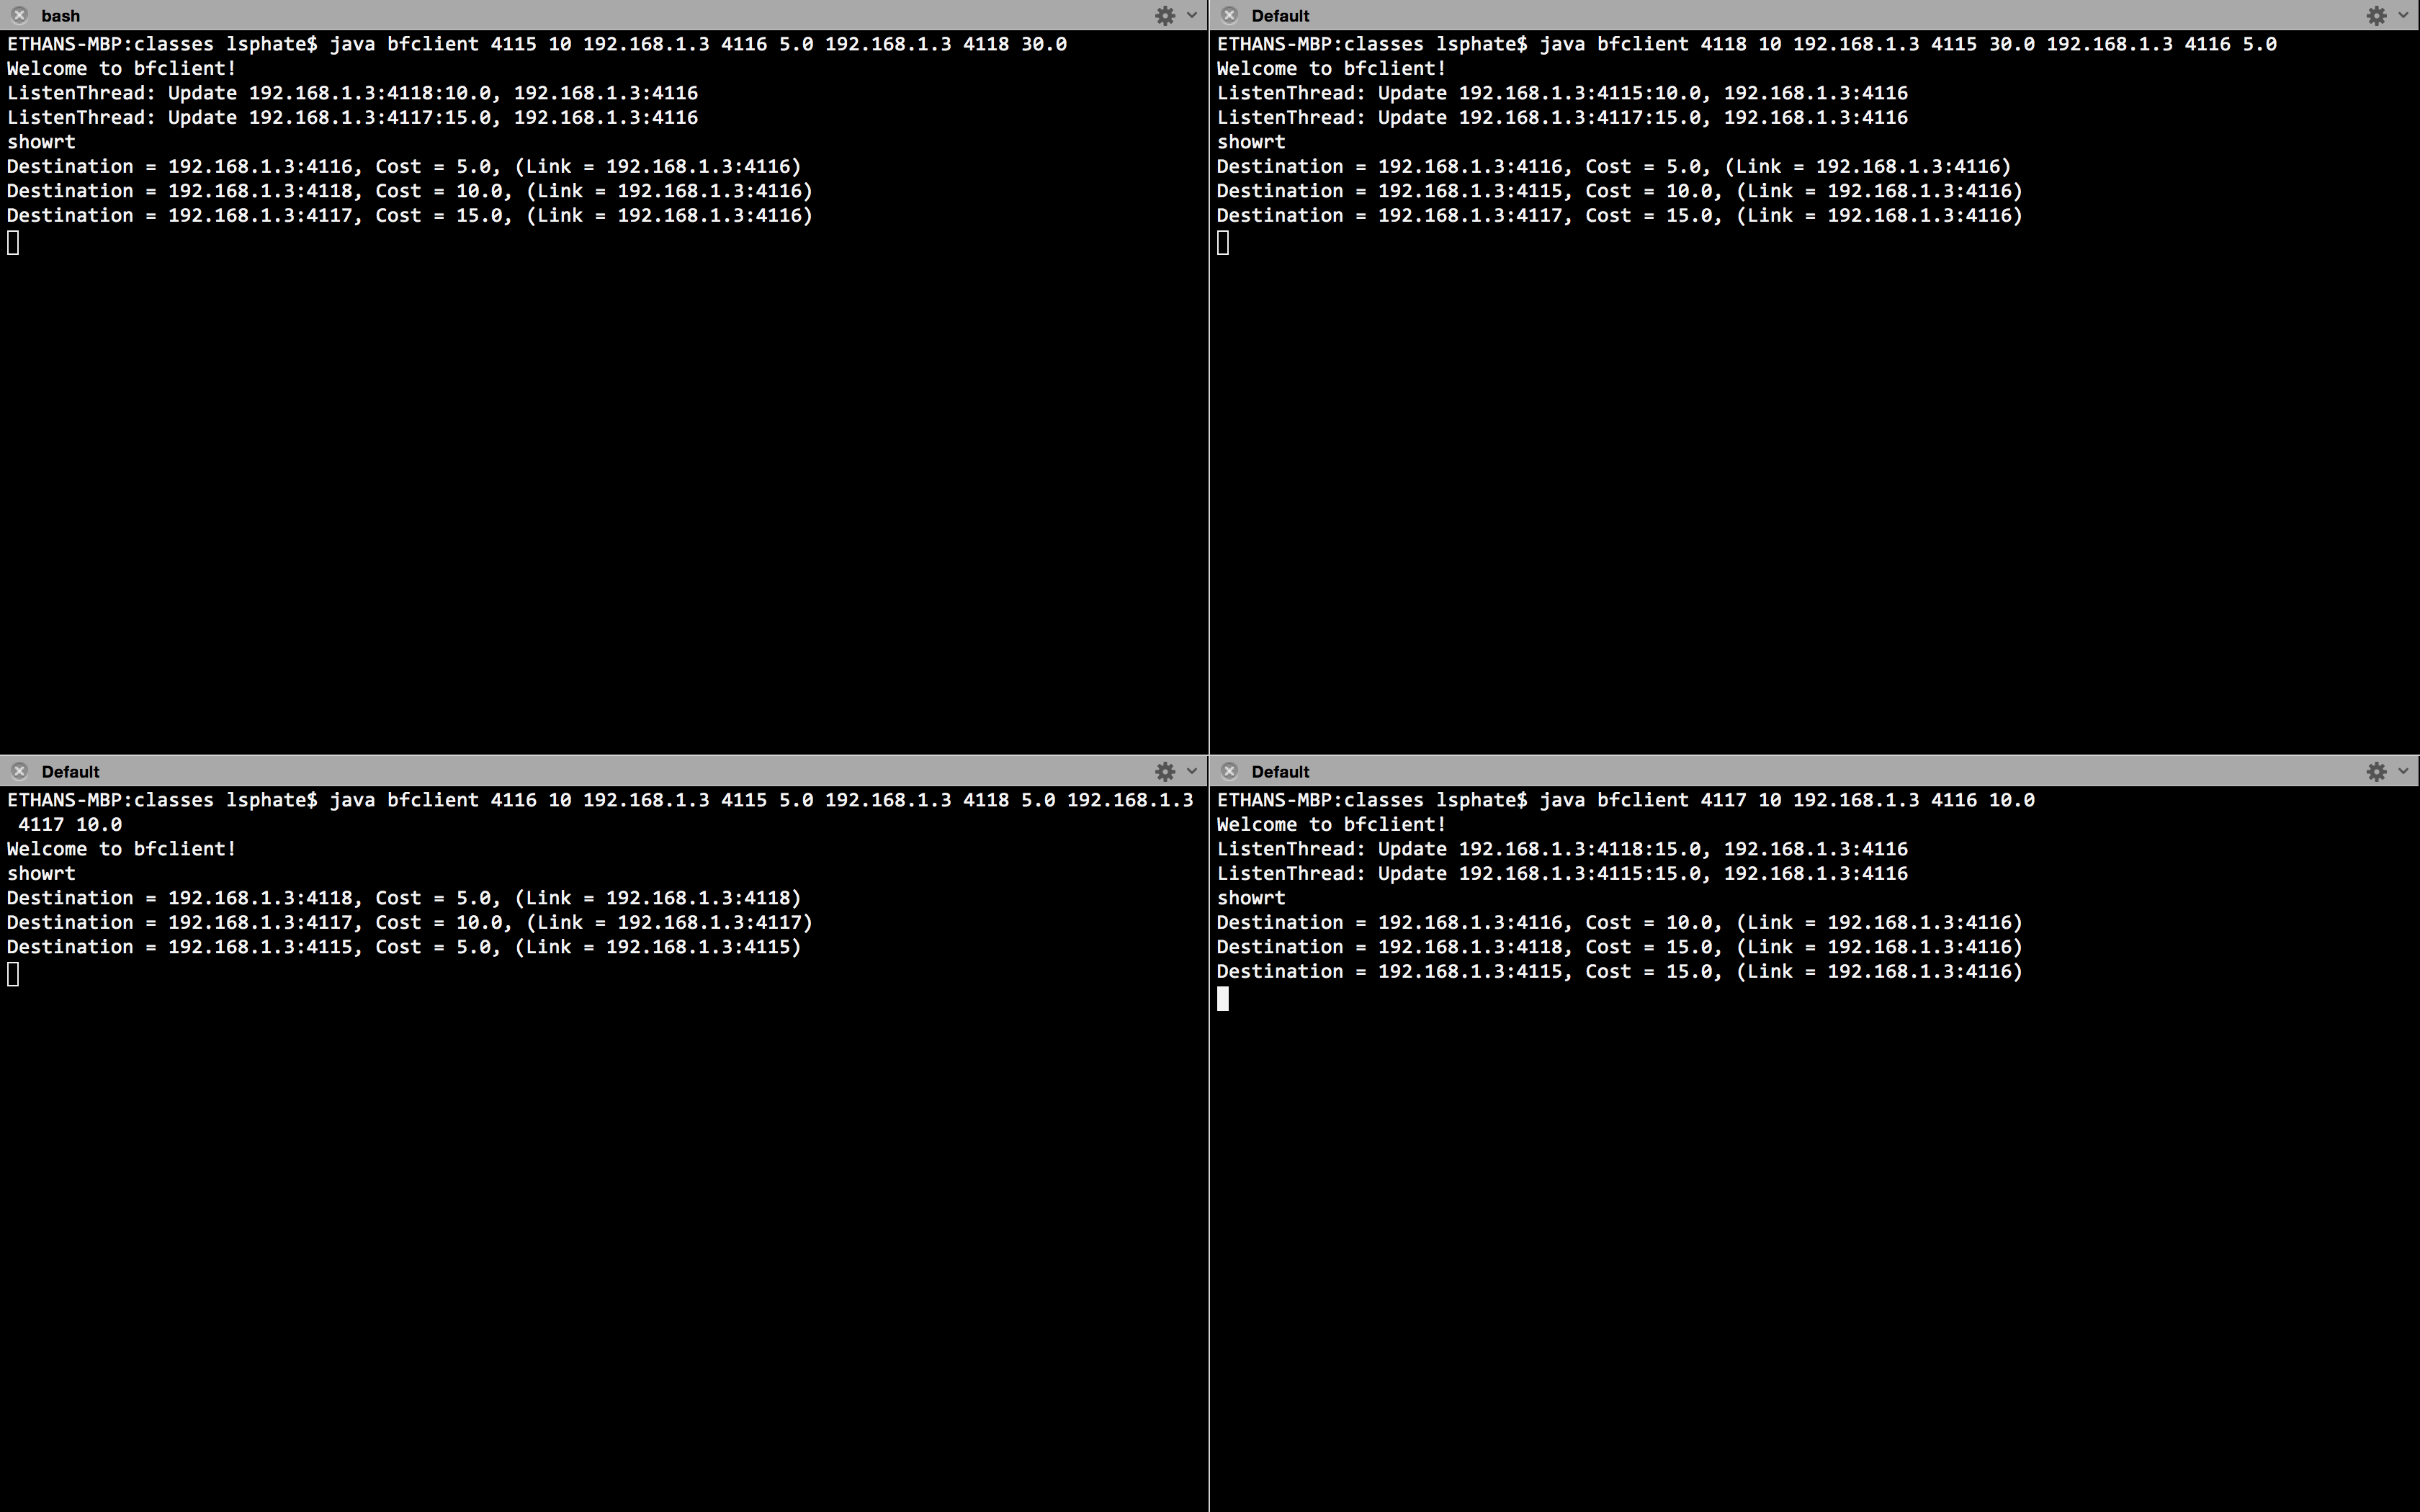 bash
ETHANS-MBP:classes lsphate$ java bfclient 4115 10 192.168.1.3 4116 5.0 192.168.1.3 4118 30.0
Welcome to bfclient!
ListenThread: Update 192.168.1.3:4118:10.0, 192.168.1.3:4116
ListenThread: Update 192.168.1.3:4117:15.0, 192.168.1.3:4116
showrt
Destination = 192.168.1.3:4116, Cost = 5.0, (Link = 192.168.1.3:4116)
Destination = 192.168.1.3:4118, Cost = 10.0, (Link = 192.168.1.3:4116)
Destination = 192.168.1.3:4117, Cost = 15.0, (Link = 192.168.1.3:4116)
Default
ETHANS-MBP:classes lsphate$ java bfclient 4118 10 192.168.1.3 4115 30.0 192.168.1.3 4116 5.0
Welcome to bfclient!
ListenThread: Update 192.168.1.3:4115:10.0, 192.168.1.3:4116
ListenThread: Update 192.168.1.3:4117:15.0, 192.168.1.3:4116
showrt
Destination = 192.168.1.3:4116, Cost = 5.0, (Link = 192.168.1.3:4116)
Destination = 192.168.1.3:4115, Cost = 10.0, (Link = 192.168.1.3:4116)
Destination = 192.168.1.3:4117, Cost = 15.0, (Link = 192.168.1.3:4116)
Default
ETHANS-MBP:classes lsphate$ java bfclient 4116 10 192.168.1.3 4115 5.0 192.168.1.3 4118 5.0 192.168.1.3
4117 10.0
Welcome to bfclient!
showrt
Destination = 192.168.1.3:4118, Cost = 5.0, (Link = 192.168.1.3:4118)
Destination = 192.168.1.3:4117, Cost = 10.0, (Link = 192.168.1.3:4117)
Destination = 192.168.1.3:4115, Cost = 5.0, (Link = 192.168.1.3:4115)
Default
ETHANS-MBP:classes lsphate$ java bfclient 4117 10 192.168.1.3 4116 10.0
Welcome to bfclient!
ListenThread: Update 192.168.1.3:4118:15.0, 192.168.1.3:4116
ListenThread: Update 192.168.1.3:4115:15.0, 192.168.1.3:4116
showrt
Destination = 192.168.1.3:4116, Cost = 10.0, (Link = 192.168.1.3:4116)
Destination = 192.168.1.3:4118, Cost = 15.0, (Link = 192.168.1.3:4116)
Destination = 192.168.1.3:4115, Cost = 15.0, (Link = 192.168.1.3:4116)